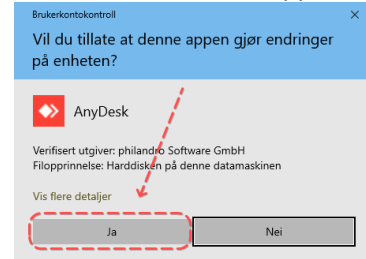 Brukerkontokontroll
Vil du tillate at denne appen gjør endringer
på enheten?
AnyDesk
Verifisert utgiver: philandro Software GmbH
Filopprinnelse: Harddisken på denne datamaskinen
Vis flere detaljer
Ja
Nei